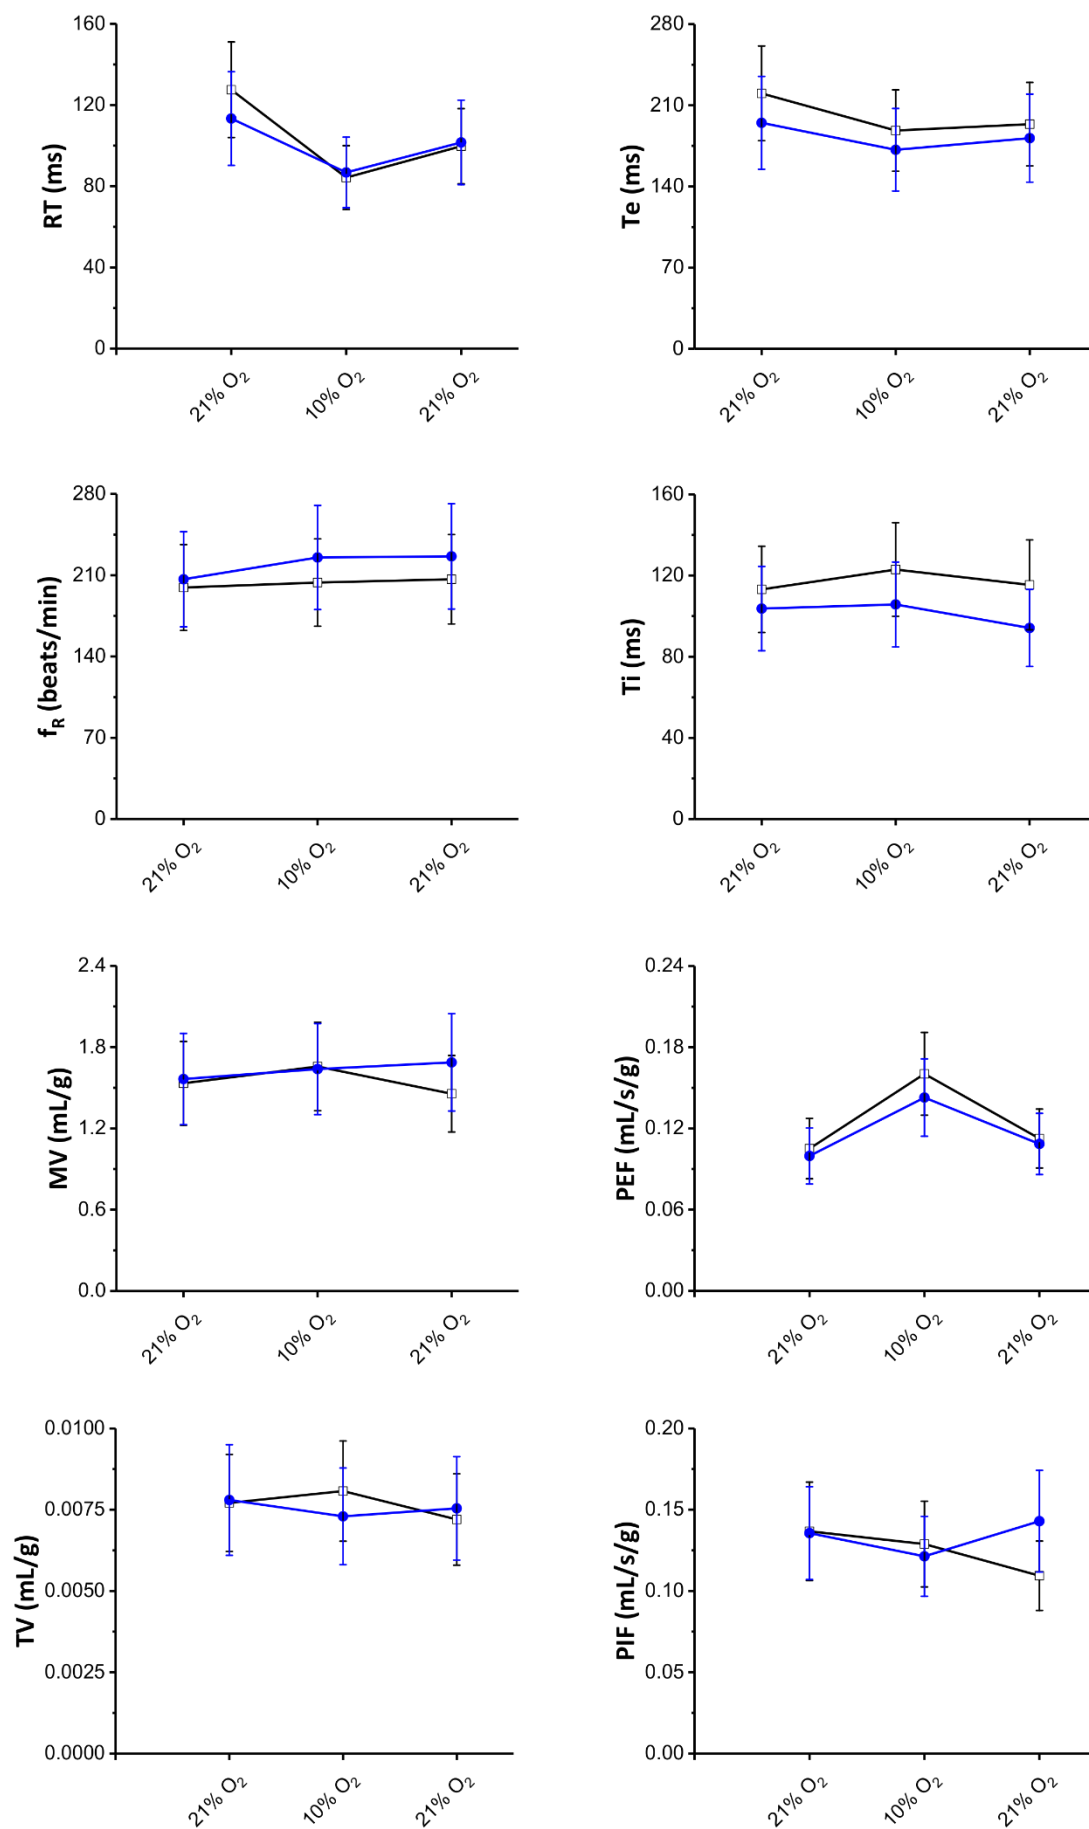 RT (ms)
160
120
80
40
0
21% O₂
10% O₂
21% O₂
Te (ms)
280
210
140
70
0
21% O₂
10% O₂
21% O₂
f_R (beats/min)
280
210
140
70
0
21% O₂
10% O₂
21% O₂
Ti (ms)
160
120
80
40
0
21% O₂
10% O₂
21% O₂
MV (mL/g)
2.4
1.8
1.2
0.6
0.0
21% O₂
10% O₂
21% O₂
PEF (mL/s/g)
0.24
0.18
0.12
0.06
0.00
21% O₂
10% O₂
21% O₂
TV (mL/g)
0.0100
0.0075
0.0050
0.0025
0.0000
21% O₂
10% O₂
21% O₂
PIF (mL/s/g)
0.20
0.15
0.10
0.05
0.00
21% O₂
10% O₂
21% O₂